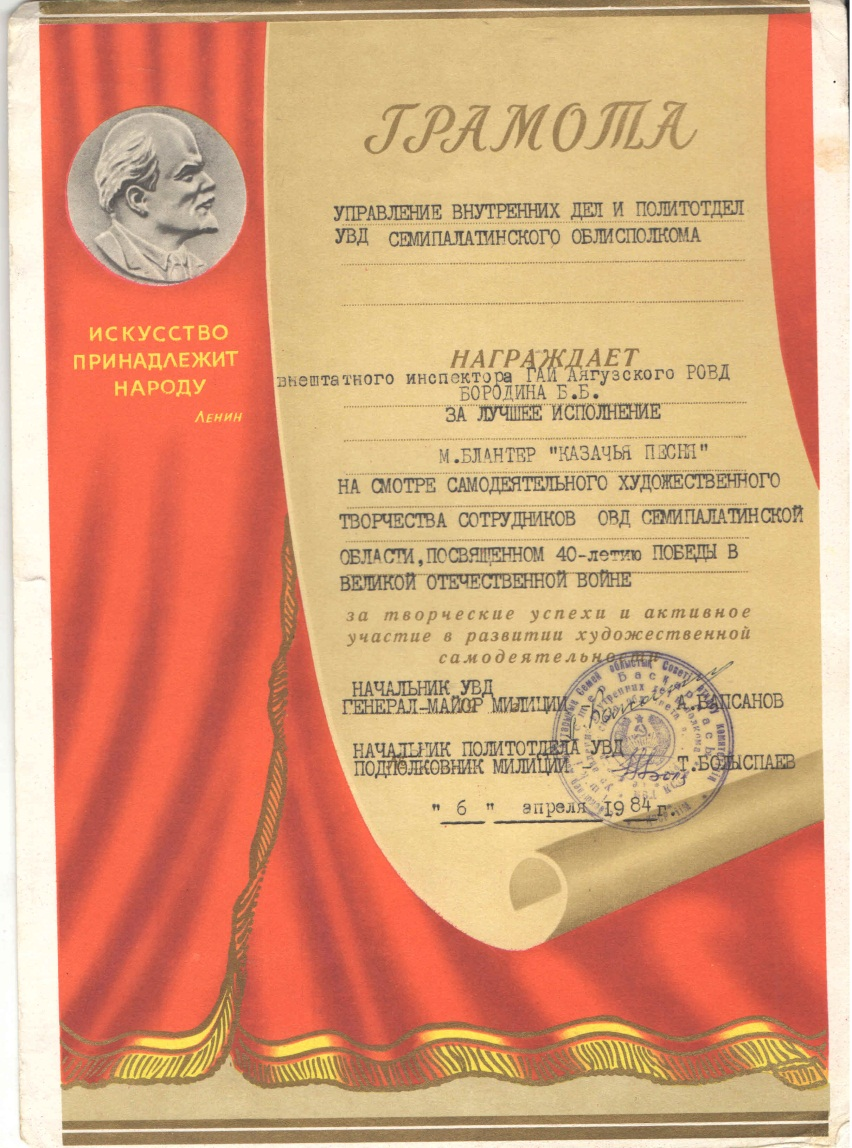 ГРАМОТА
УПРАВЛЕНИЕ ВНУТРЕННИХ ДЕЛ И ПОЛИТОТДЕЛ
УВД СЕМИПАЛАТИНСКОГО ОБЛИСПОЛКОМА
ИСКУССТВО
ПРИНАДЛЕЖИТ
НАРОДУ
ЛЕНИН
НАГРАЖДАЕТ
внештатного инспектора ГАИ Аягузского РОВД
БОРОДИНА Б.Б.
ЗА ЛУЧШЕЕ ИСПОЛНЕНИЕ
М.БЛАНТЕР "КАЗАЧЬЯ ПЕСНЯ"
НА СМОТРЕ САМОДЕЯТЕЛЬНОГО ХУДОЖЕСТВЕННОГО
ТВОРЧЕСТВА СОТРУДНИКОВ ОВД СЕМИПАЛАТИНСКОЙ
ОБЛАСТИ, ПОСВЯЩЕННОМ 40-летию ПОБЕДЫ В
ВЕЛИКОЙ ОТЕЧЕСТВЕННОЙ ВОЙНЕ
за творческие успехи и активное
участие в развитии художественной
самодеятельности
НАЧАЛЬНИК УВД
ГЕНЕРАЛ-МАЙОР МИЛИЦИИ А.БАПСАНОВ
НАЧАЛЬНИК ПОЛИТОТДЕЛА УВД
ПОДПОЛКОВНИК МИЛИЦИИ - Т.БОЛЫСПАЕВ
" 6 " апреля 1984 г.